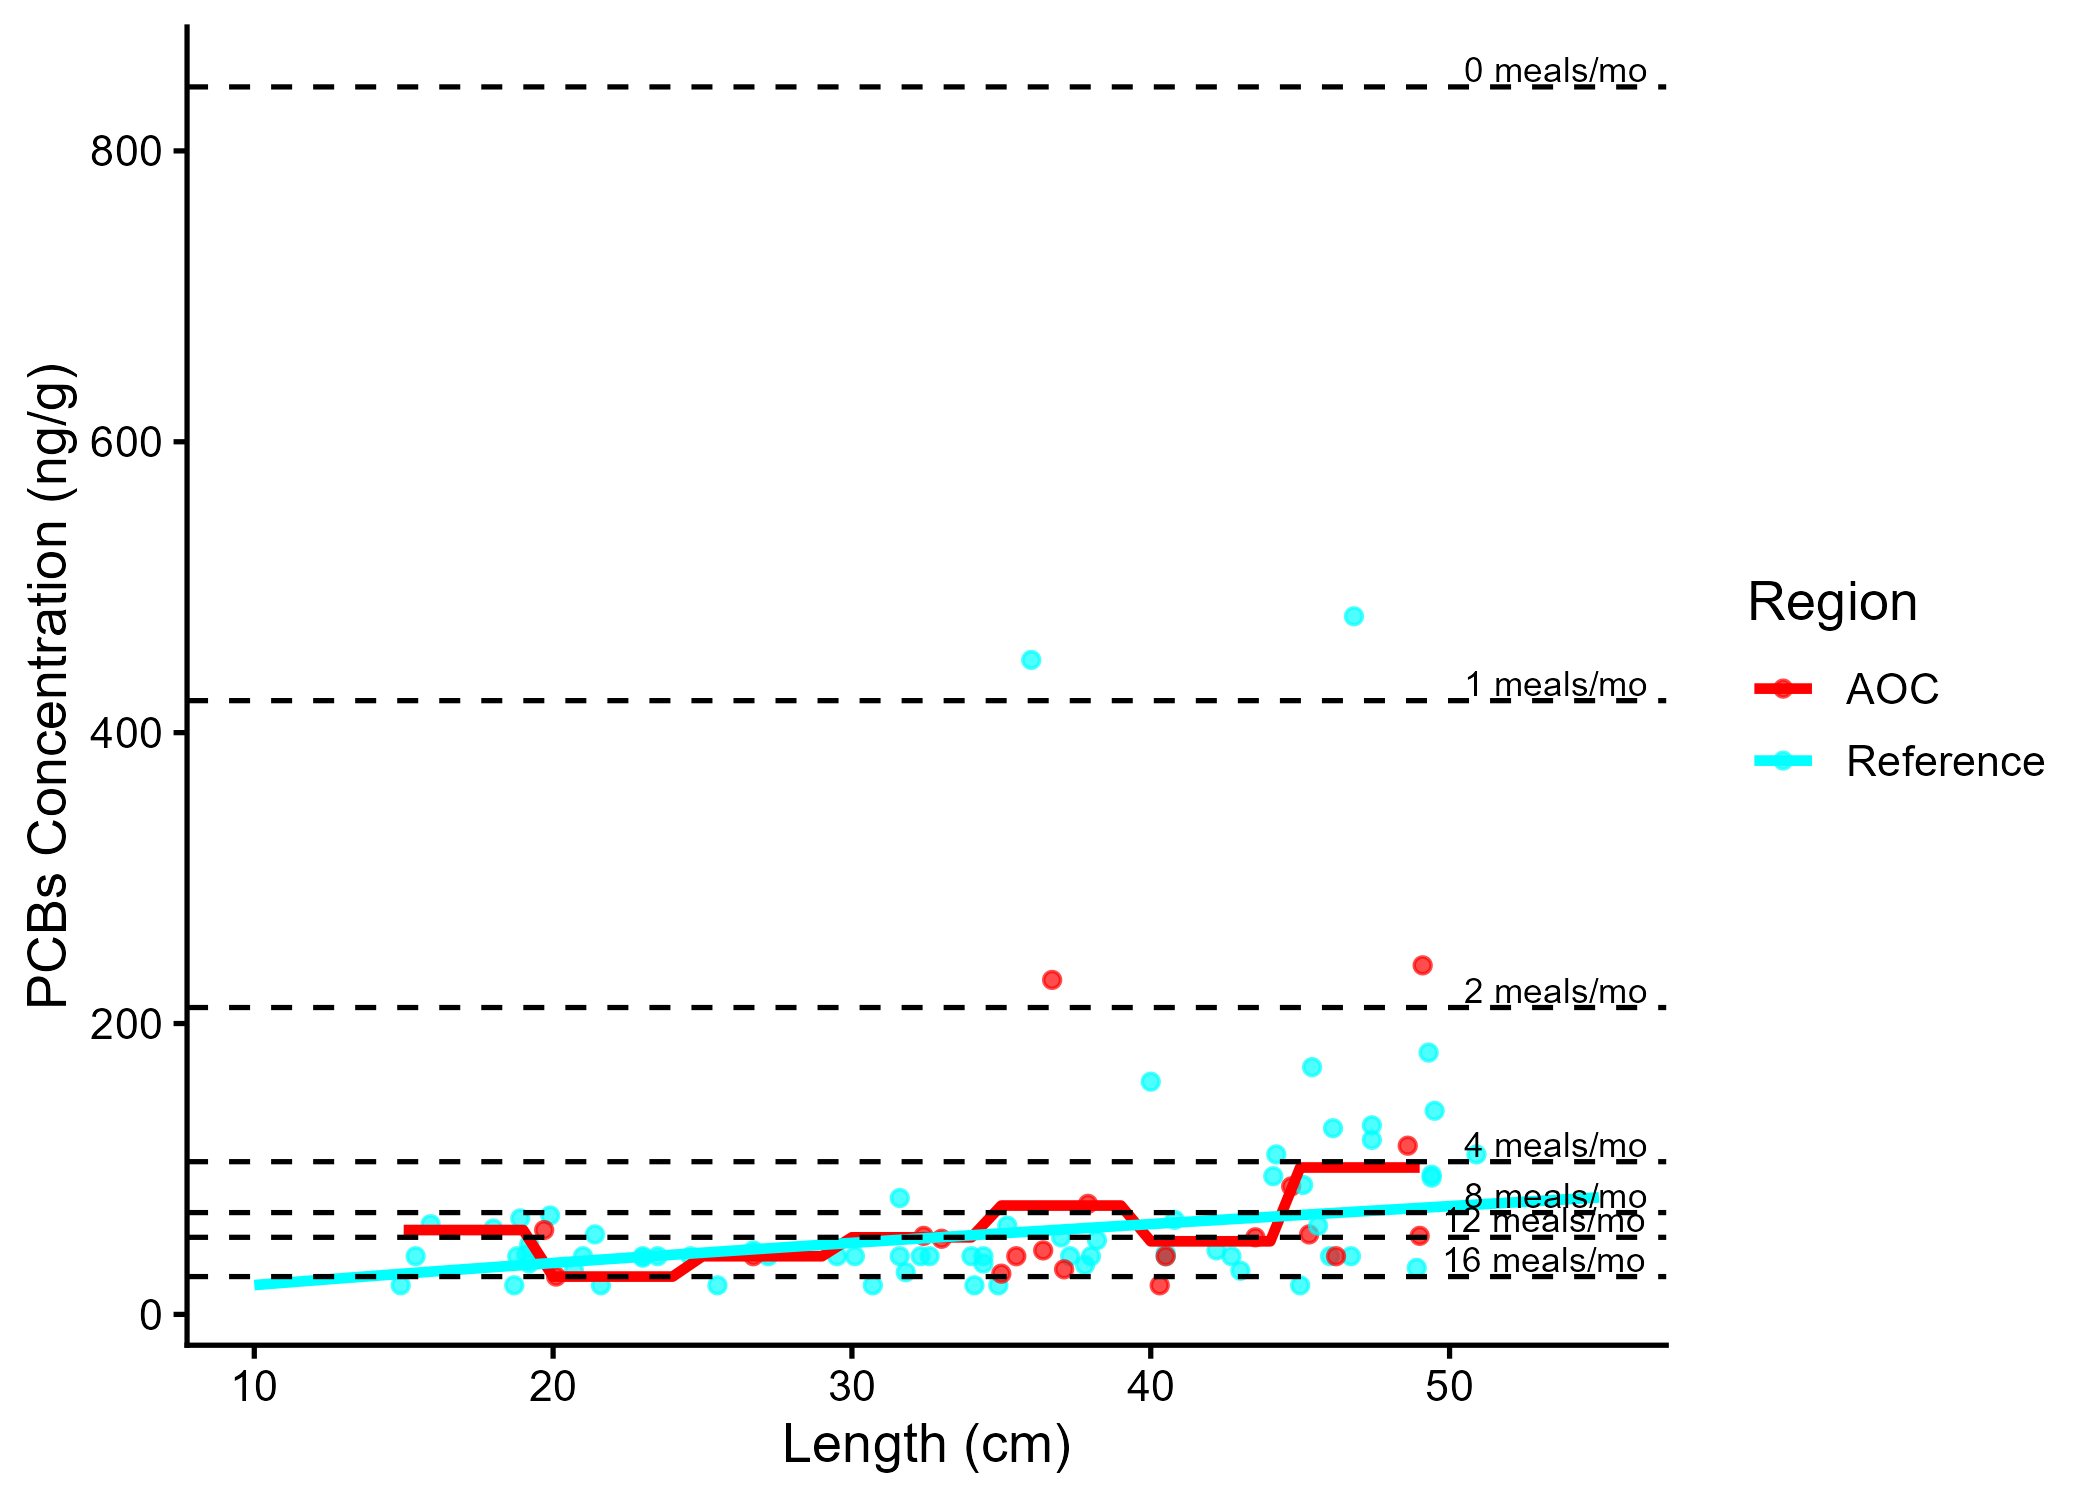 0 meals/mo
800
600
1 meals/mo
400
2 meals/mo
200
4 meals/mo
8 meals/mo
12 meals/mo
16 meals/mo
0
10 20 30 40 50
Length (cm)
PCBs Concentration (ng/g)
Region
AOC
Reference